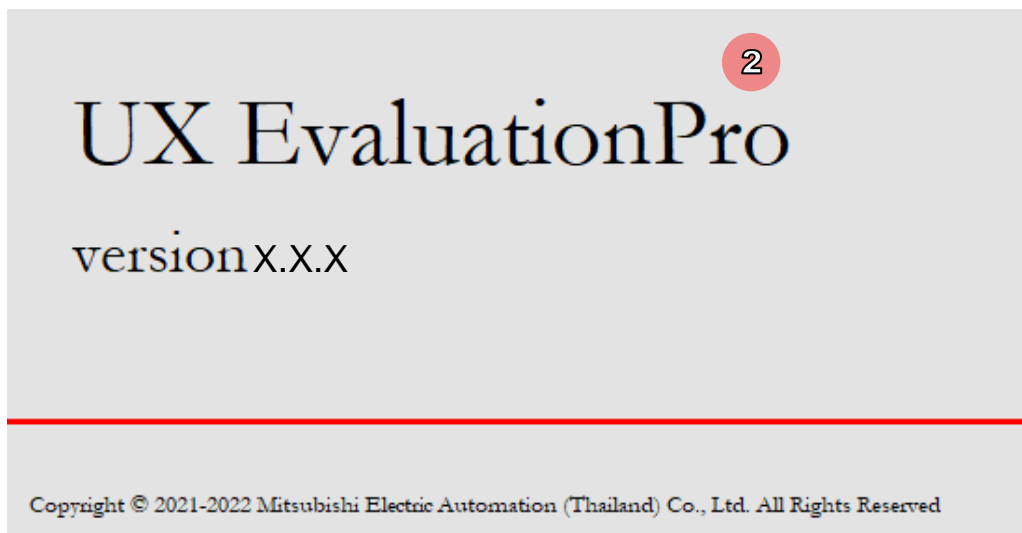 2
UX EvaluationPro
version X.X.X
Copyright © 2021-2022 Mitsubishi Electric Automation (Thailand) Co., Ltd. All Rights Reserved